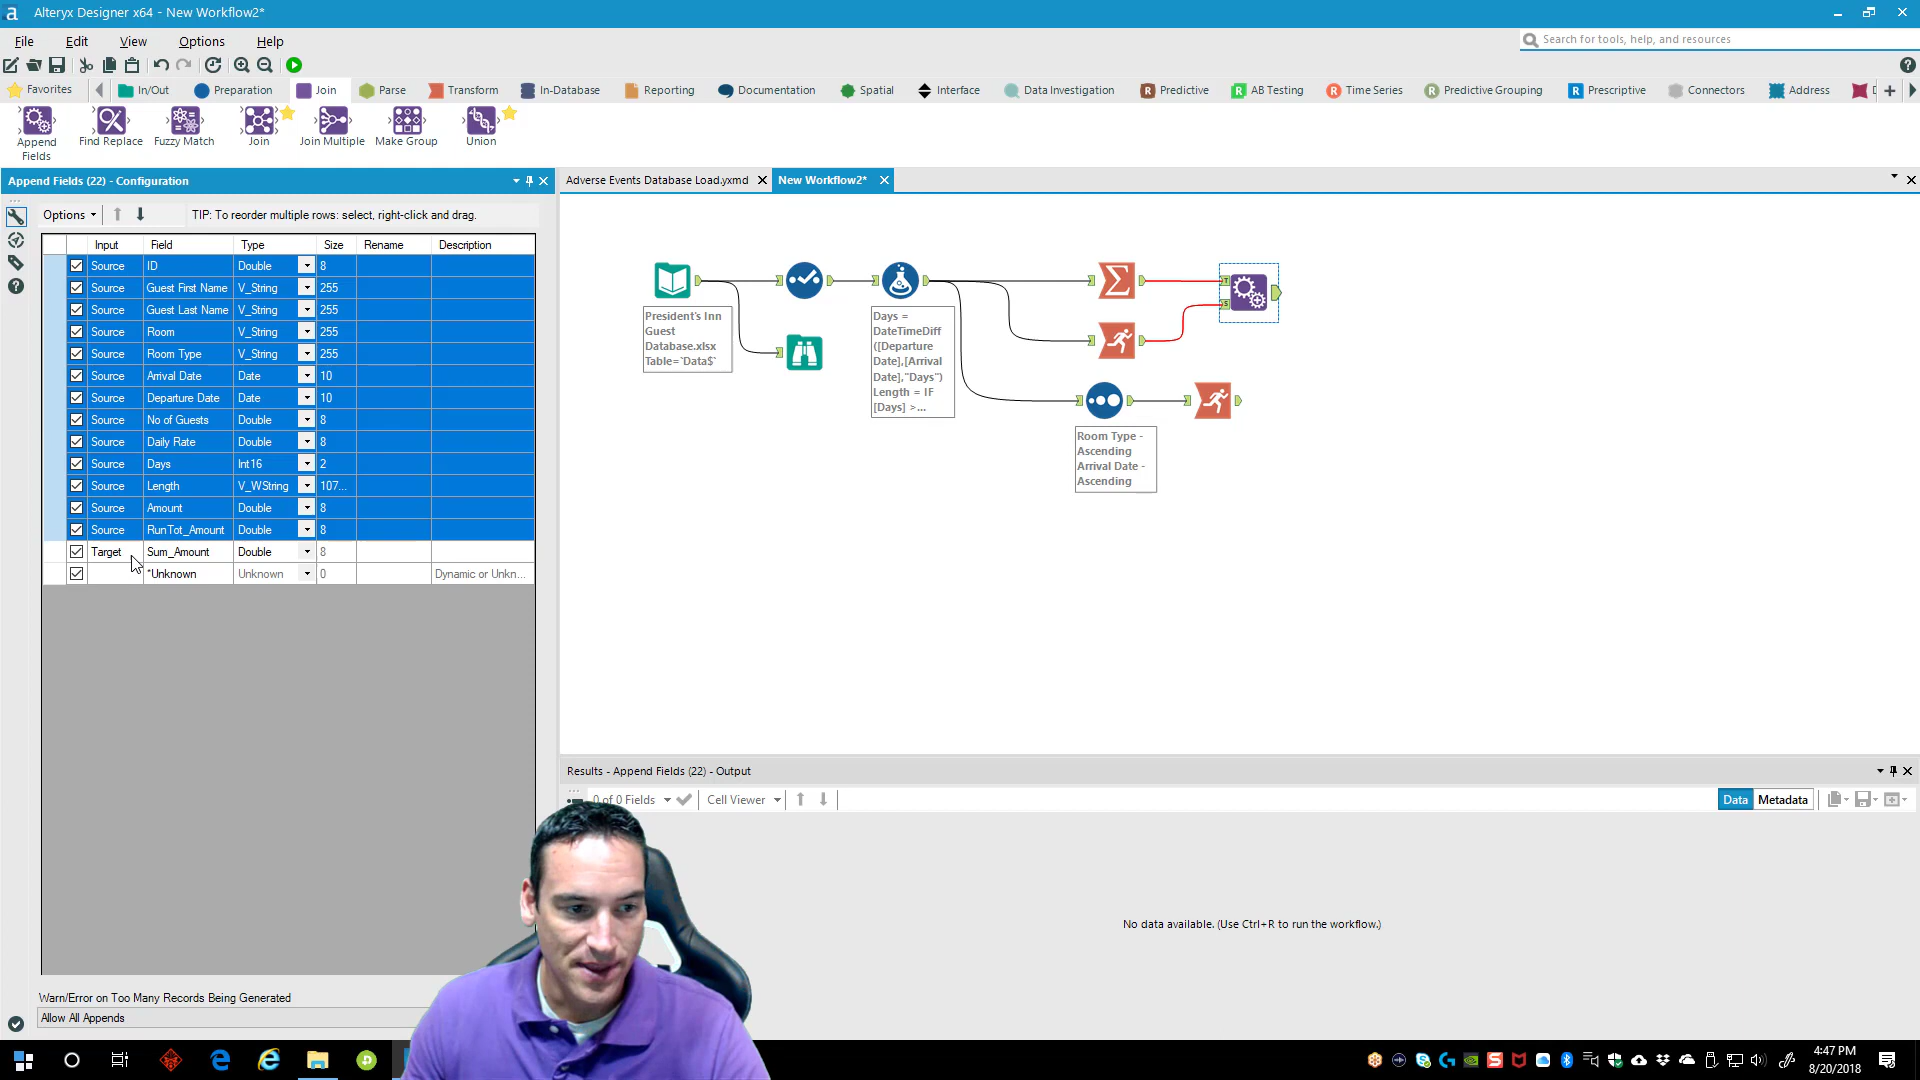 a Alteryx Designer x64 - New Workflow2*
File Edit View Options Help
Search for tools, help, and resources
Favorites In/Out Preparation Join Parse Transform In-Database Reporting Documentation Spatial Interface Data Investigation Predictive AB Testing Time Series Predictive Grouping Prescriptive Connectors Address
Append Fields Find Replace Fuzzy Match Join Join Multiple Make Group Union
Append Fields (22) - Configuration
Options TIP: To reorder multiple rows: select, right-click and drag.
Input Field Type Size Rename Description
Source ID Double 8
Source Guest First Name V_String 255
Source Guest Last Name V_String 255
Source Room V_String 255
Source Room Type V_String 255
Source Arrival Date Date 10
Source Departure Date Date 10
Source No of Guests Double 8
Source Daily Rate Double 8
Source Days Int16 2
Source Length V_WString 107...
Source Amount Double 8
Source RunTot_Amount Double 8
Target Sum_Amount Double 8
*Unknown Unknown 0 Dynamic or Unkn...
Warn/Error on Too Many Records Being Generated
Allow All Appends
Adverse Events Database Load.yxmd New Workflow2*
President's Inn
Guest
Database.xlsx
Table=`Data$`
Days =
DateTimeDiff
([Departure
Date],[Arrival
Date],"Days")
Length = IF
[Days] >...
T
S
Room Type -
Ascending
Arrival Date -
Ascending
Results - Append Fields (22) - Output
0 of 0 Fields Cell Viewer Data Metadata
No data available. (Use Ctrl+R to run the workflow.)
4:47 PM
8/20/2018